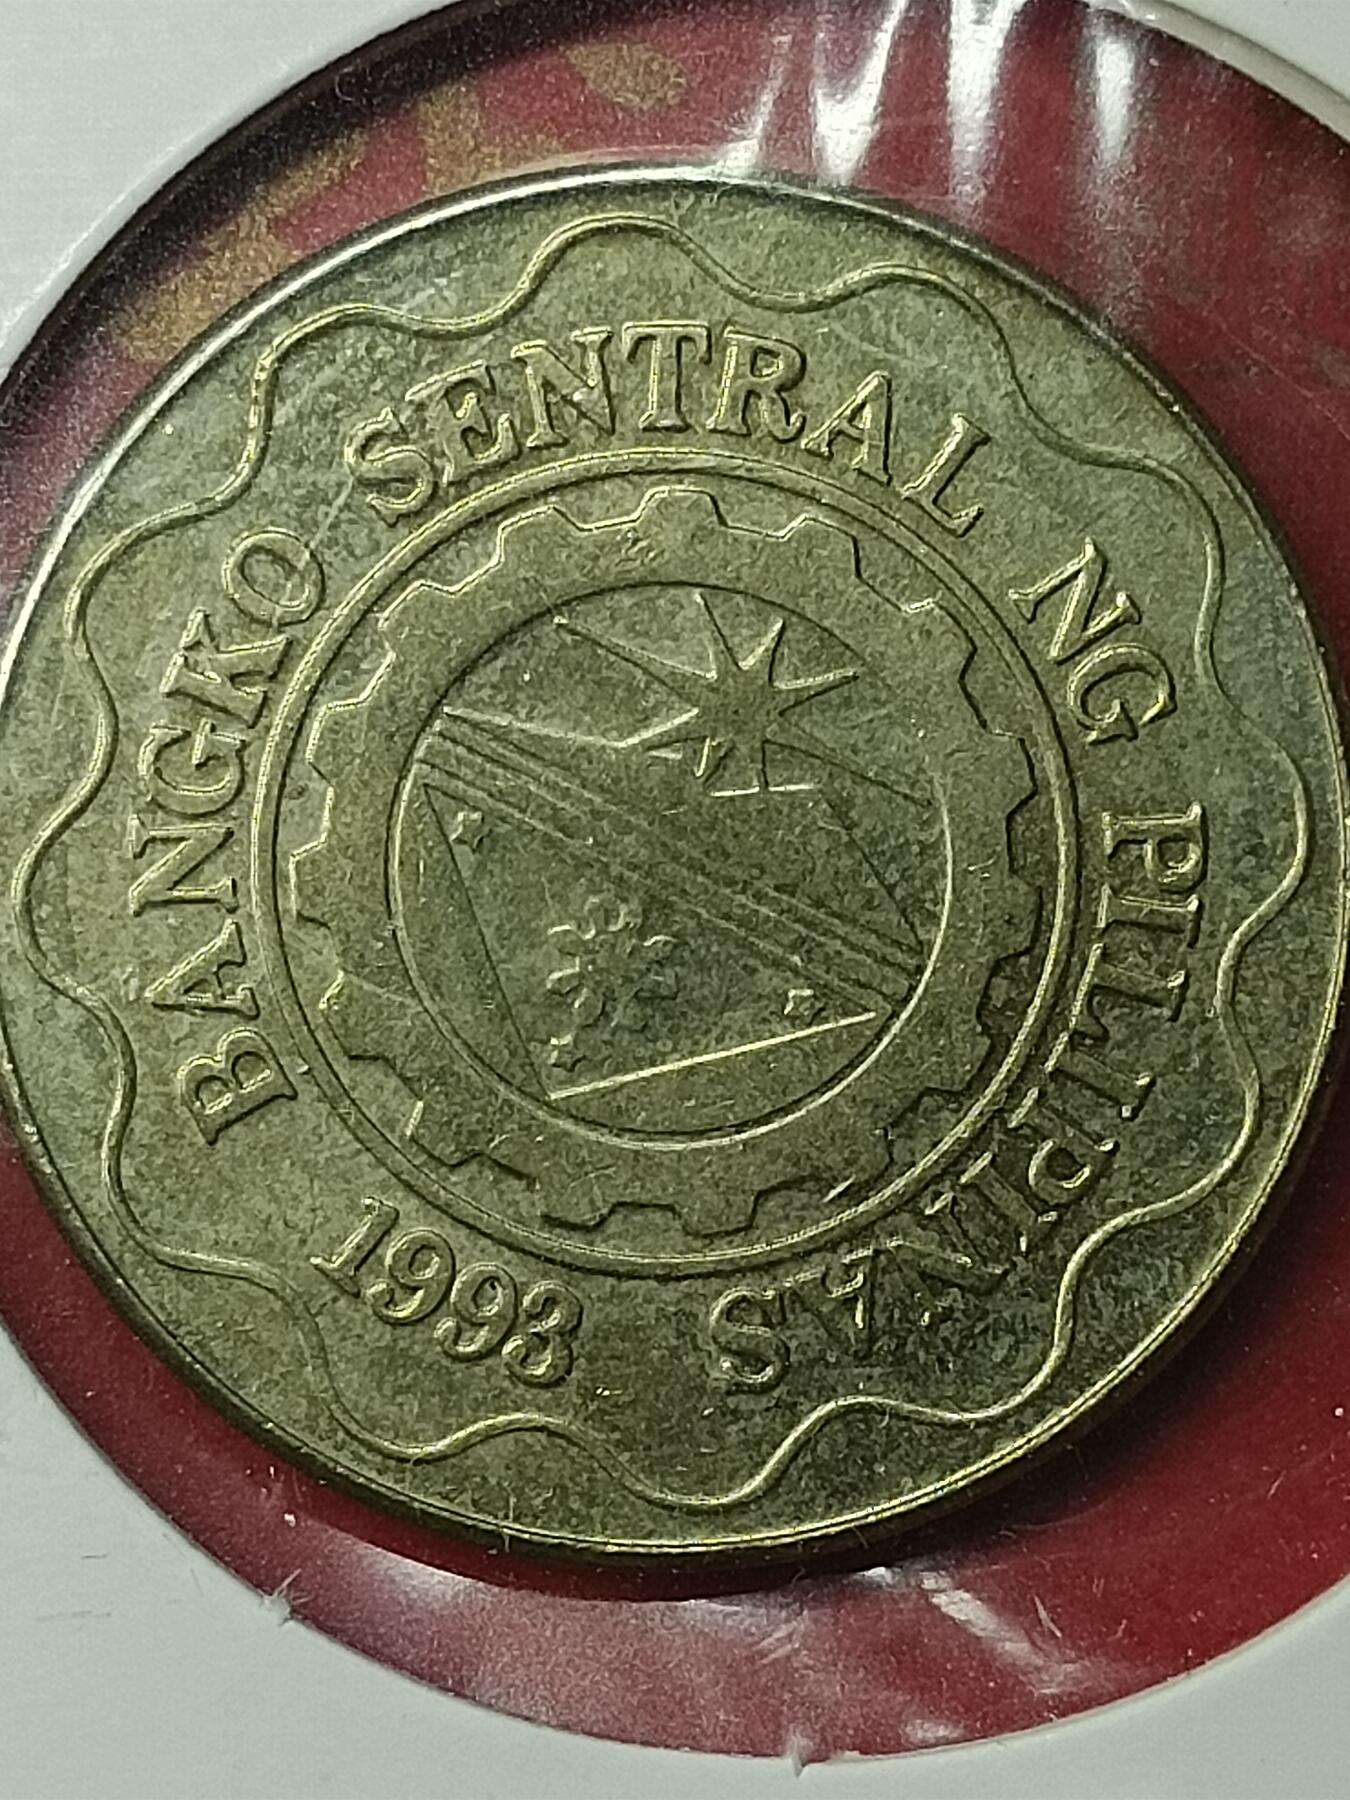 BANGKO SENTRAL NG PILIPINAS
1993